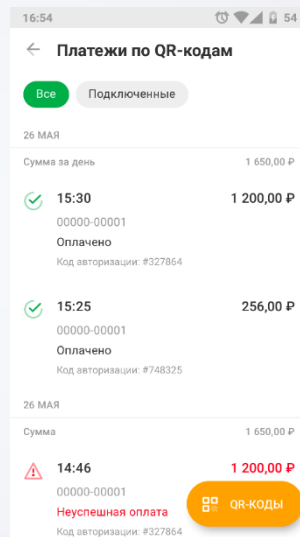 16:54
54
Платежи по QR-кодам
Все
Подключенные
26 МАЯ
Сумма за день
1 650,00 ₽
15:30
1 200,00 ₽
00000-00001
Оплачено
Код авторизации: #327864
15:25
256,00 ₽
00000-00001
Оплачено
Код авторизации: #748325
26 МАЯ
Сумма
1 650,00 ₽
14:46
1 200,00 ₽
00000-00001
Неуспешная оплата
QR-КОДЫ
Код авторизации: #327864